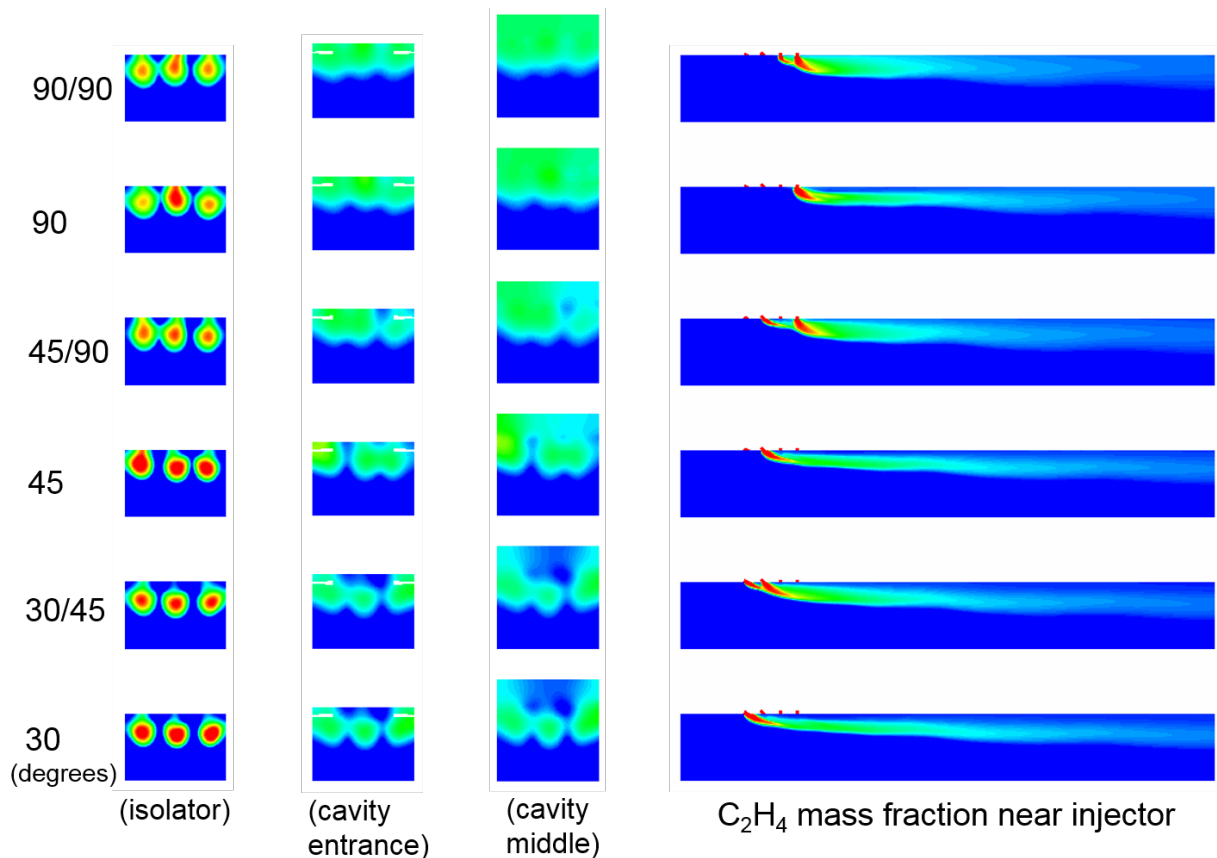 90/90
90
45/90
45
30/45
30
(degrees)
(isolator)
(cavity
entrance)
(cavity
middle)
C₂H₄ mass fraction near injector